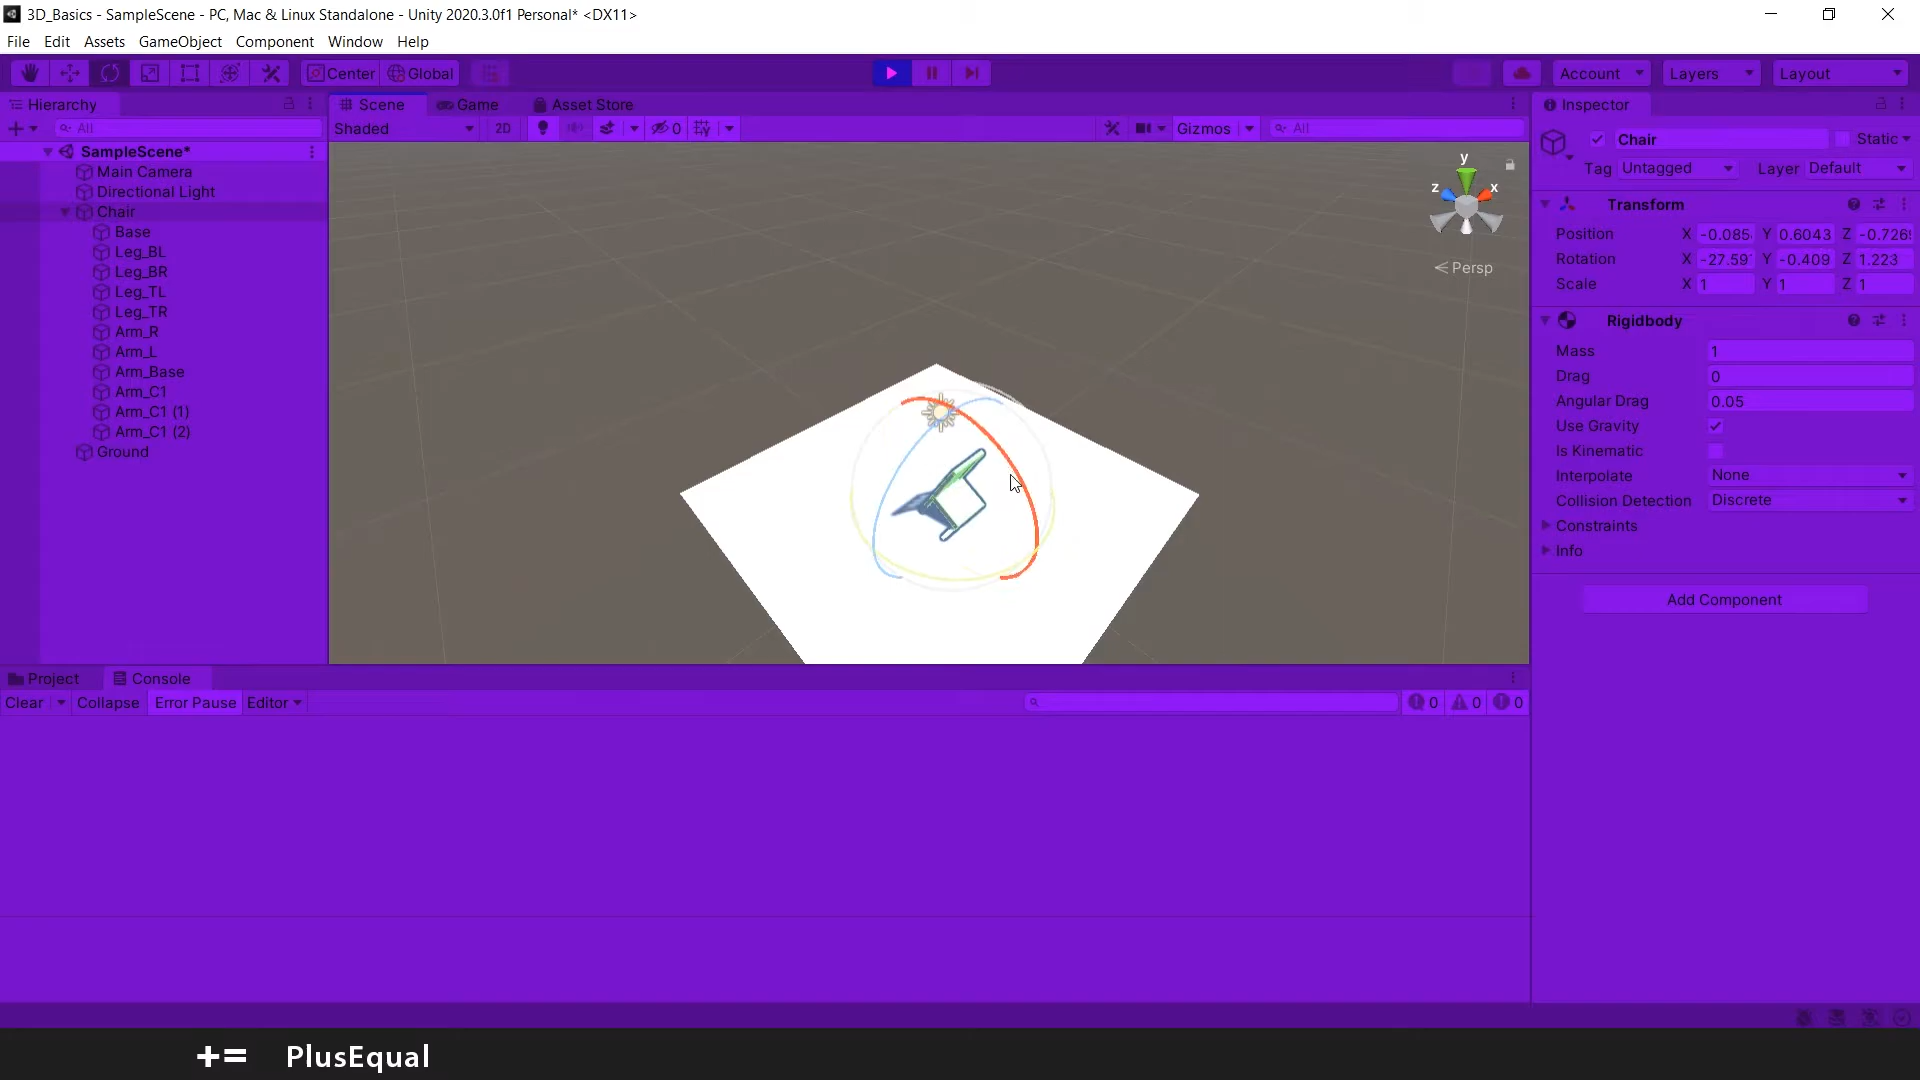 3D_Basics - SampleScene - PC, Mac & Linux Standalone - Unity 2020.3.0f1 Personal* <DX11>
File Edit Assets GameObject Component Window Help
Center Global Account Layers Layout
Hierarchy
All
SampleScene*
Main Camera
Directional Light
Chair
Base
Leg_BL
Leg_BR
Leg_TL
Leg_TR
Arm_R
Arm_L
Arm_Base
Arm_C1
Arm_C1 (1)
Arm_C1 (2)
Ground
Scene Game Asset Store
Shaded 2D 0 Gizmos All
y
z x
Persp
Inspector
Chair Static
Tag Untagged Layer Default
Transform
Position X -0.085 Y 0.6043 Z -0.726
Rotation X -27.59 Y -0.409 Z 1.223
Scale X 1 Y 1 Z 1
Rigidbody
Mass 1
Drag 0
Angular Drag 0.05
Use Gravity
Is Kinematic
Interpolate None
Collision Detection Discrete
Constraints
Info
Add Component
Project Console
Clear Collapse Error Pause Editor 0 0 0
+= PlusEqual